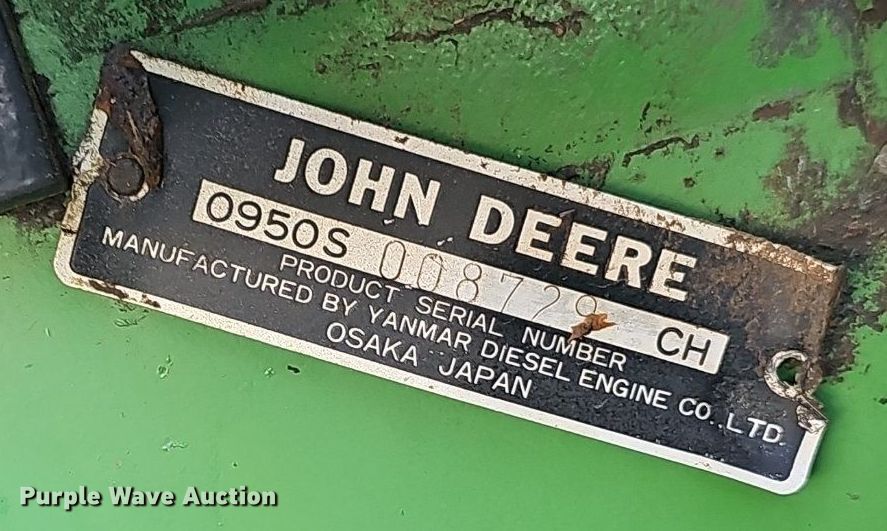 JOHN DEERE
0950S 008729 CH
PRODUCT SERIAL NUMBER
MANUFACTURED BY YANMAR DIESEL ENGINE CO., LTD.
OSAKA JAPAN
Purple Wave Auction